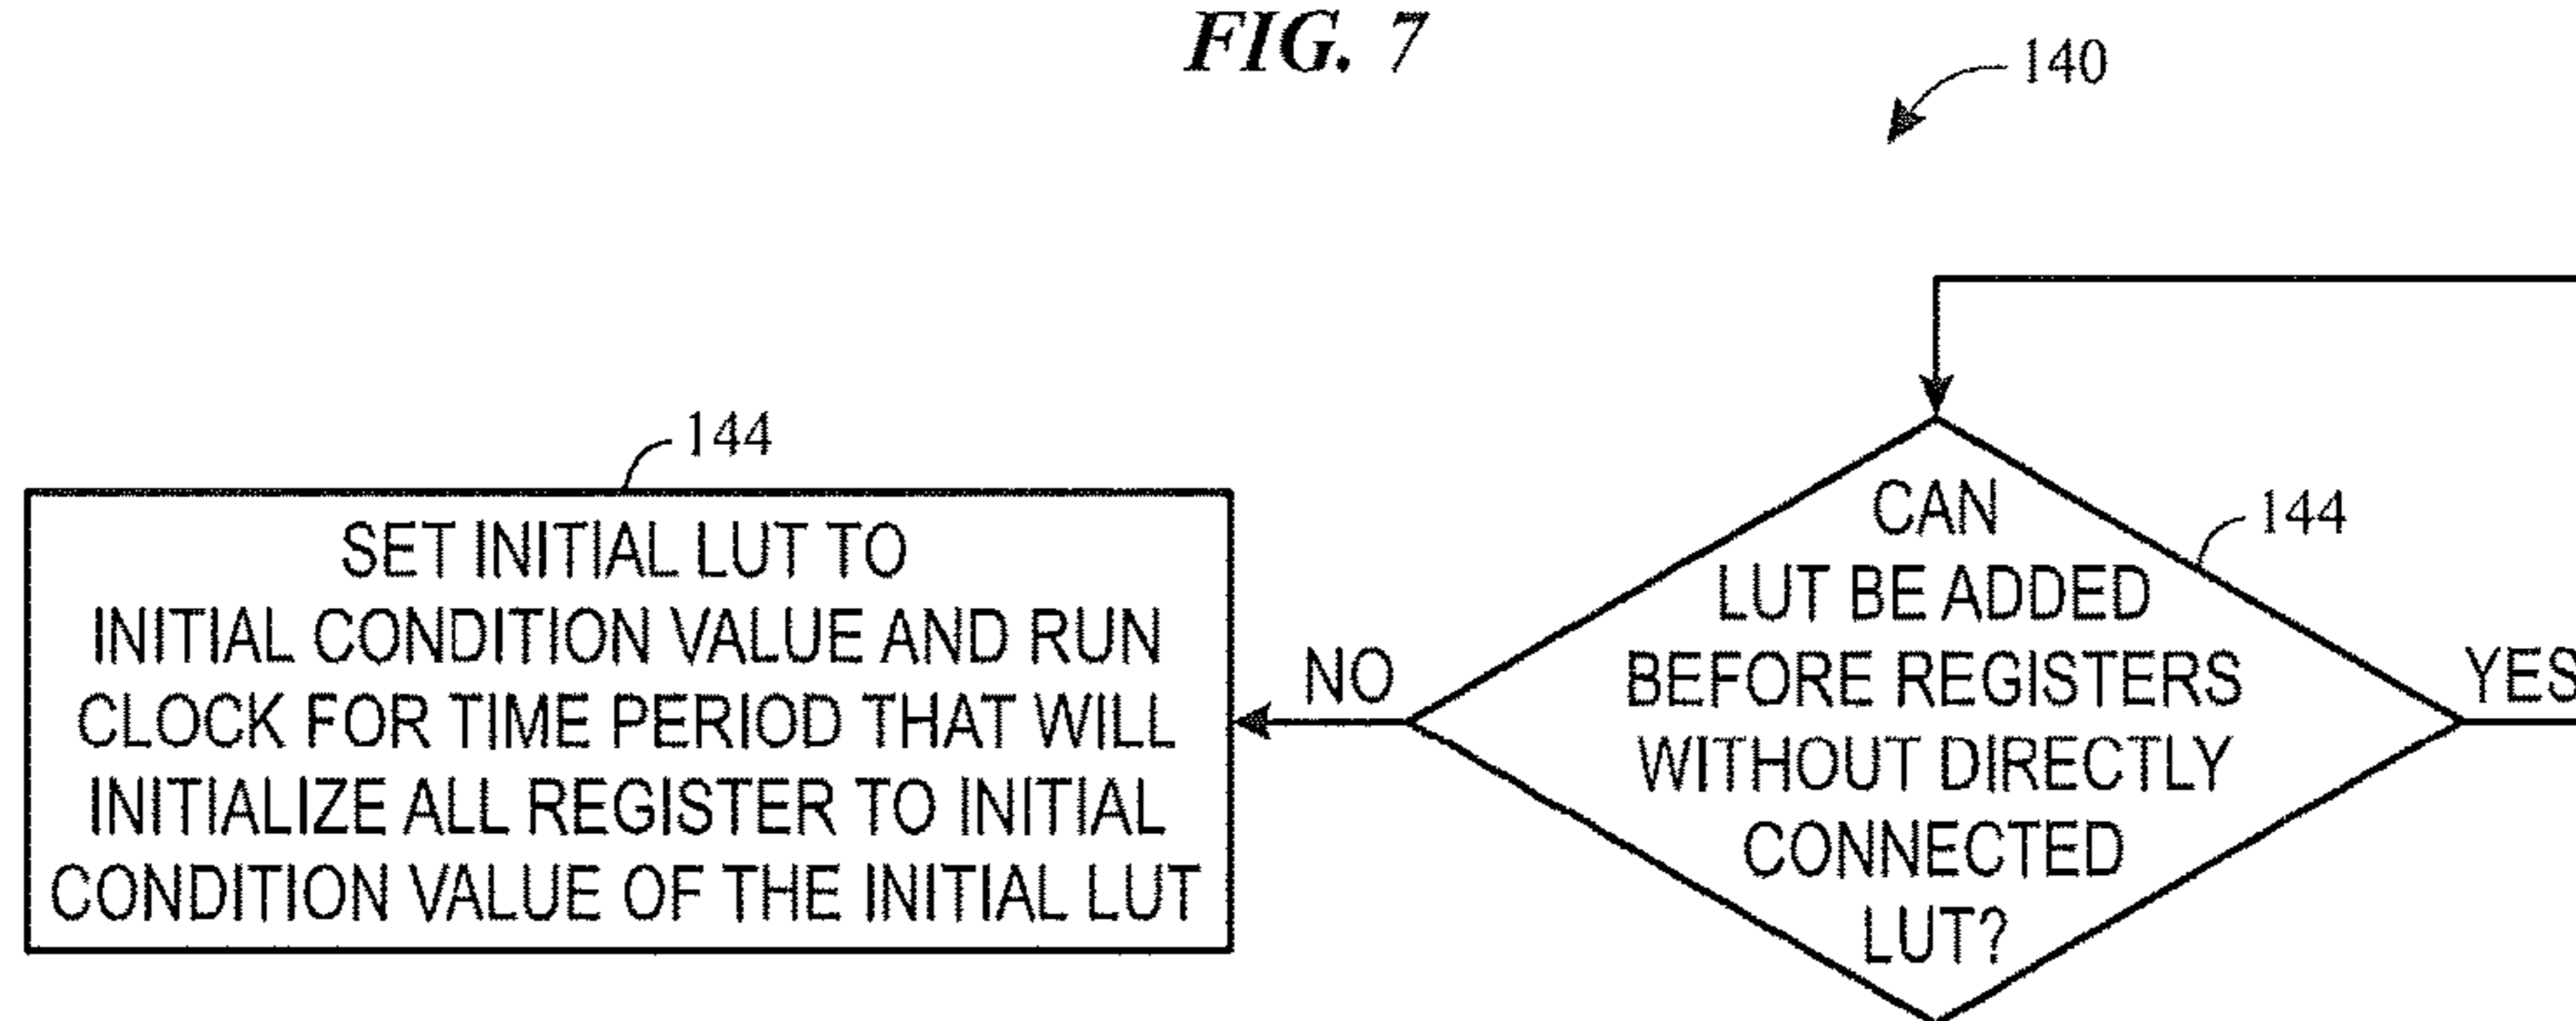 FIG. 7
140
144
SET INITIAL LUT TO
INITIAL CONDITION VALUE AND RUN
CLOCK FOR TIME PERIOD THAT WILL
INITIALIZE ALL REGISTER TO INITIAL
CONDITION VALUE OF THE INITIAL LUT
NO
CAN
LUT BE ADDED
BEFORE REGISTERS
WITHOUT DIRECTLY
CONNECTED
LUT?
144
YES